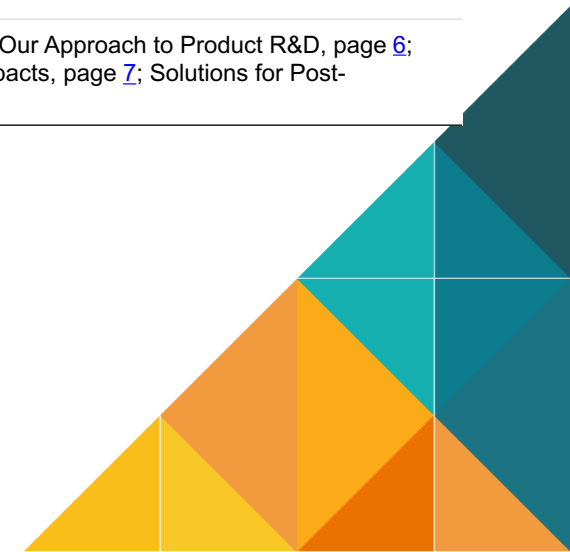 Our Approach to Product R&D, page 6;
pacts, page 7; Solutions for Post-